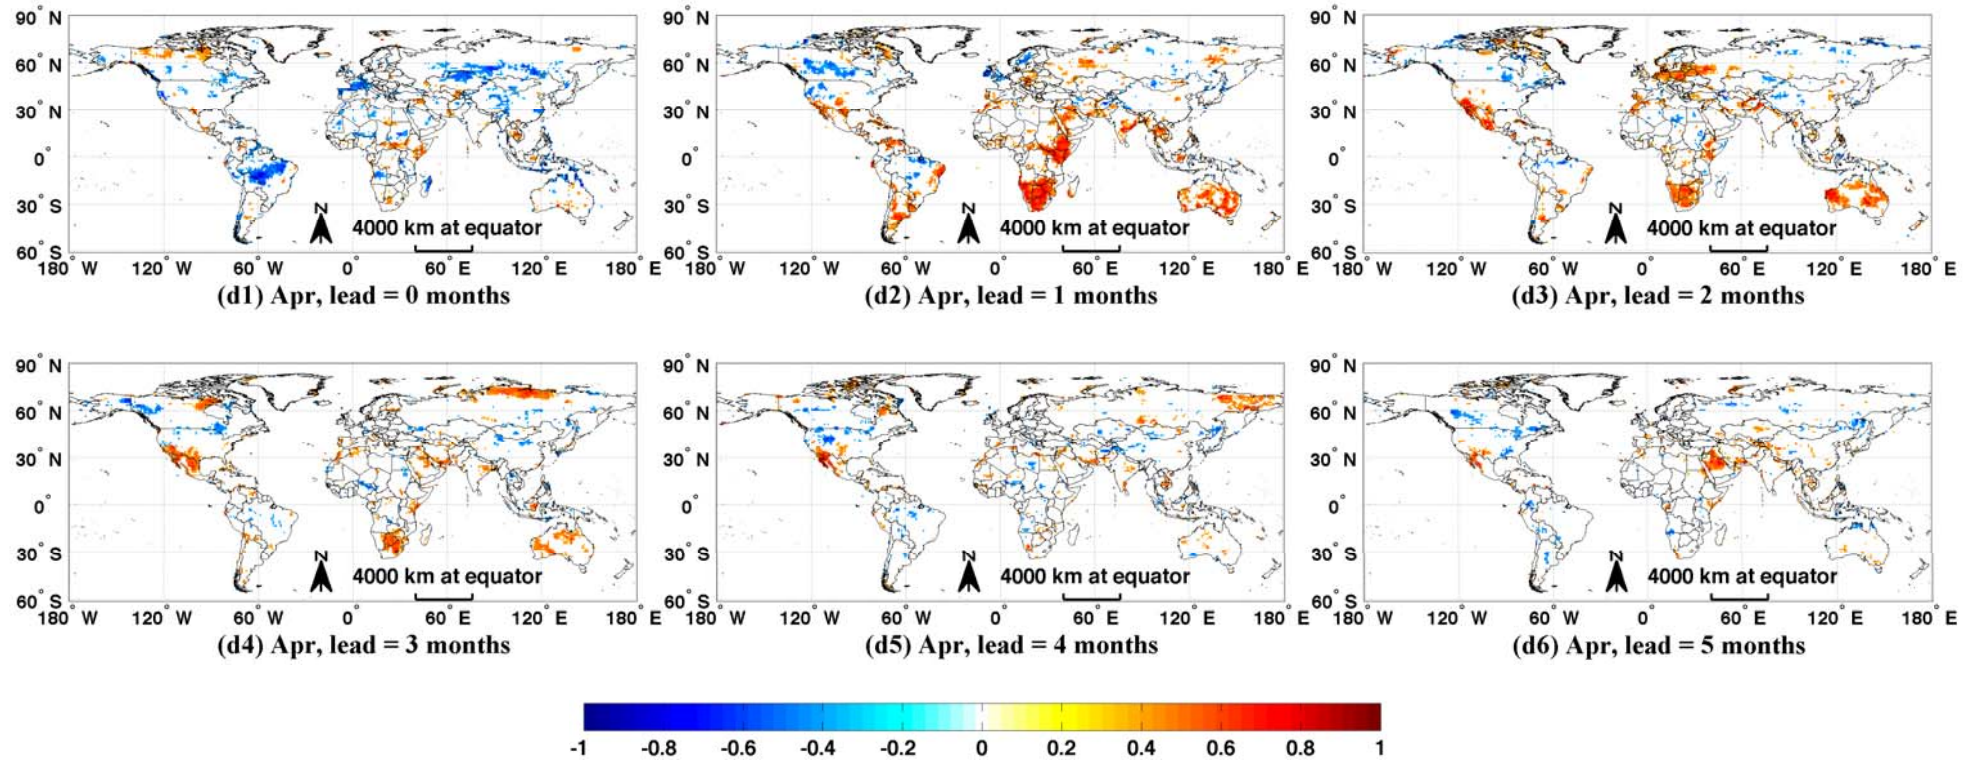 90° N 90° N 90° N
60° N 60° N 60° N
30° N 30° N 30° N
0° 0° 0°
30° S 30° S 30° S
N N N
4000 km at equator 4000 km at equator 4000 km at equator
60° S 60° S 60° S
180° W 120° W 60° W 0° 60° E 120° E 180° E 180° W 120° W 60° W 0° 60° E 120° E 180° E 180° W 120° W 60° W 0° 60° E 120° E 180° E
(d1) Apr, lead = 0 months (d2) Apr, lead = 1 months (d3) Apr, lead = 2 months
90° N 90° N 90° N
60° N 60° N 60° N
30° N 30° N 30° N
0° 0° 0°
30° S 30° S 30° S
N N N
4000 km at equator 4000 km at equator 4000 km at equator
60° S 60° S 60° S
180° W 120° W 60° W 0° 60° E 120° E 180° E 180° W 120° W 60° W 0° 60° E 120° E 180° E 180° W 120° W 60° W 0° 60° E 120° E 180° E
(d4) Apr, lead = 3 months (d5) Apr, lead = 4 months (d6) Apr, lead = 5 months
-1 -0.8 -0.6 -0.4 -0.2 0 0.2 0.4 0.6 0.8 1